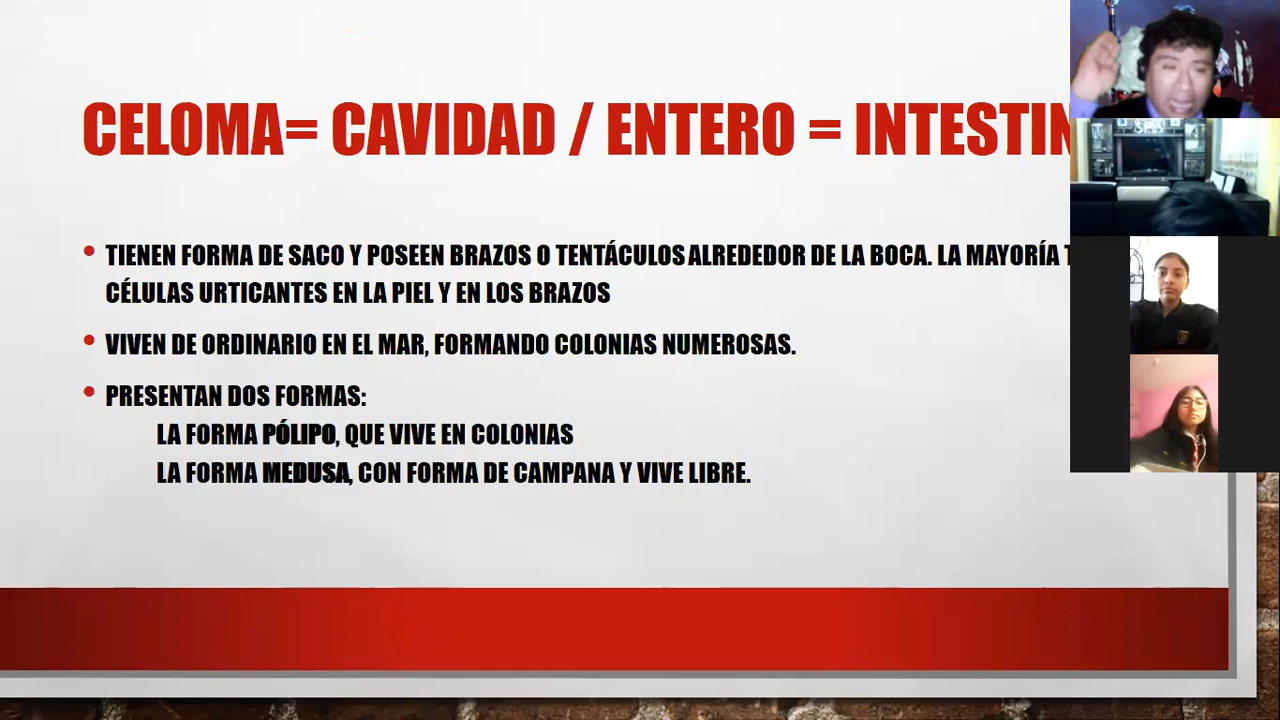 CELOMA= CAVIDAD / ENTERO = INTESTIN
• TIENEN FORMA DE SACO Y POSEEN BRAZOS O TENTÁCULOS ALREDEDOR DE LA BOCA. LA MAYORÍA
CÉLULAS URTICANTES EN LA PIEL Y EN LOS BRAZOS
• VIVEN DE ORDINARIO EN EL MAR, FORMANDO COLONIAS NUMEROSAS.
• PRESENTAN DOS FORMAS:
LA FORMA PÓLIPO, QUE VIVE EN COLONIAS
LA FORMA MEDUSA, CON FORMA DE CAMPANA Y VIVE LIBRE.